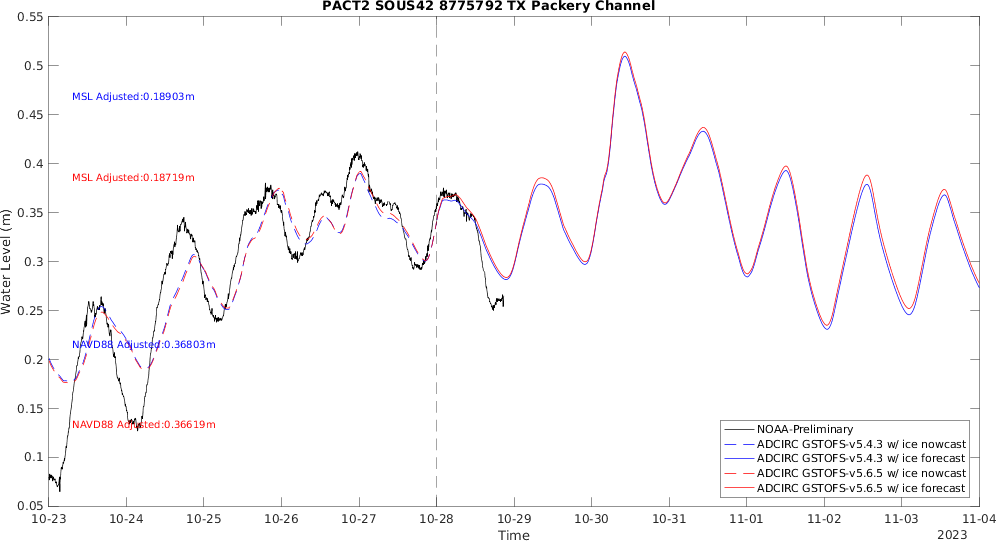 PACT2 SOUS42 8775792 TX Packery Channel
0.55
0.5
0.45
0.4
0.35
0.3
0.25
0.2
0.15
0.1
0.05
Water Level (m)
MSL Adjusted:0.18903m
MSL Adjusted:0.18719m
NAVD88 Adjusted:0.36803m
NAVD88 Adjusted:0.36619m
NOAA-Preliminary
ADCIRC GSTOFS-v5.4.3 w/ ice nowcast
ADCIRC GSTOFS-v5.4.3 w/ ice forecast
ADCIRC GSTOFS-v5.6.5 w/ ice nowcast
ADCIRC GSTOFS-v5.6.5 w/ ice forecast
10-23 10-24 10-25 10-26 10-27 10-28 10-29 10-30 10-31 11-01 11-02 11-03 11-04
Time
2023